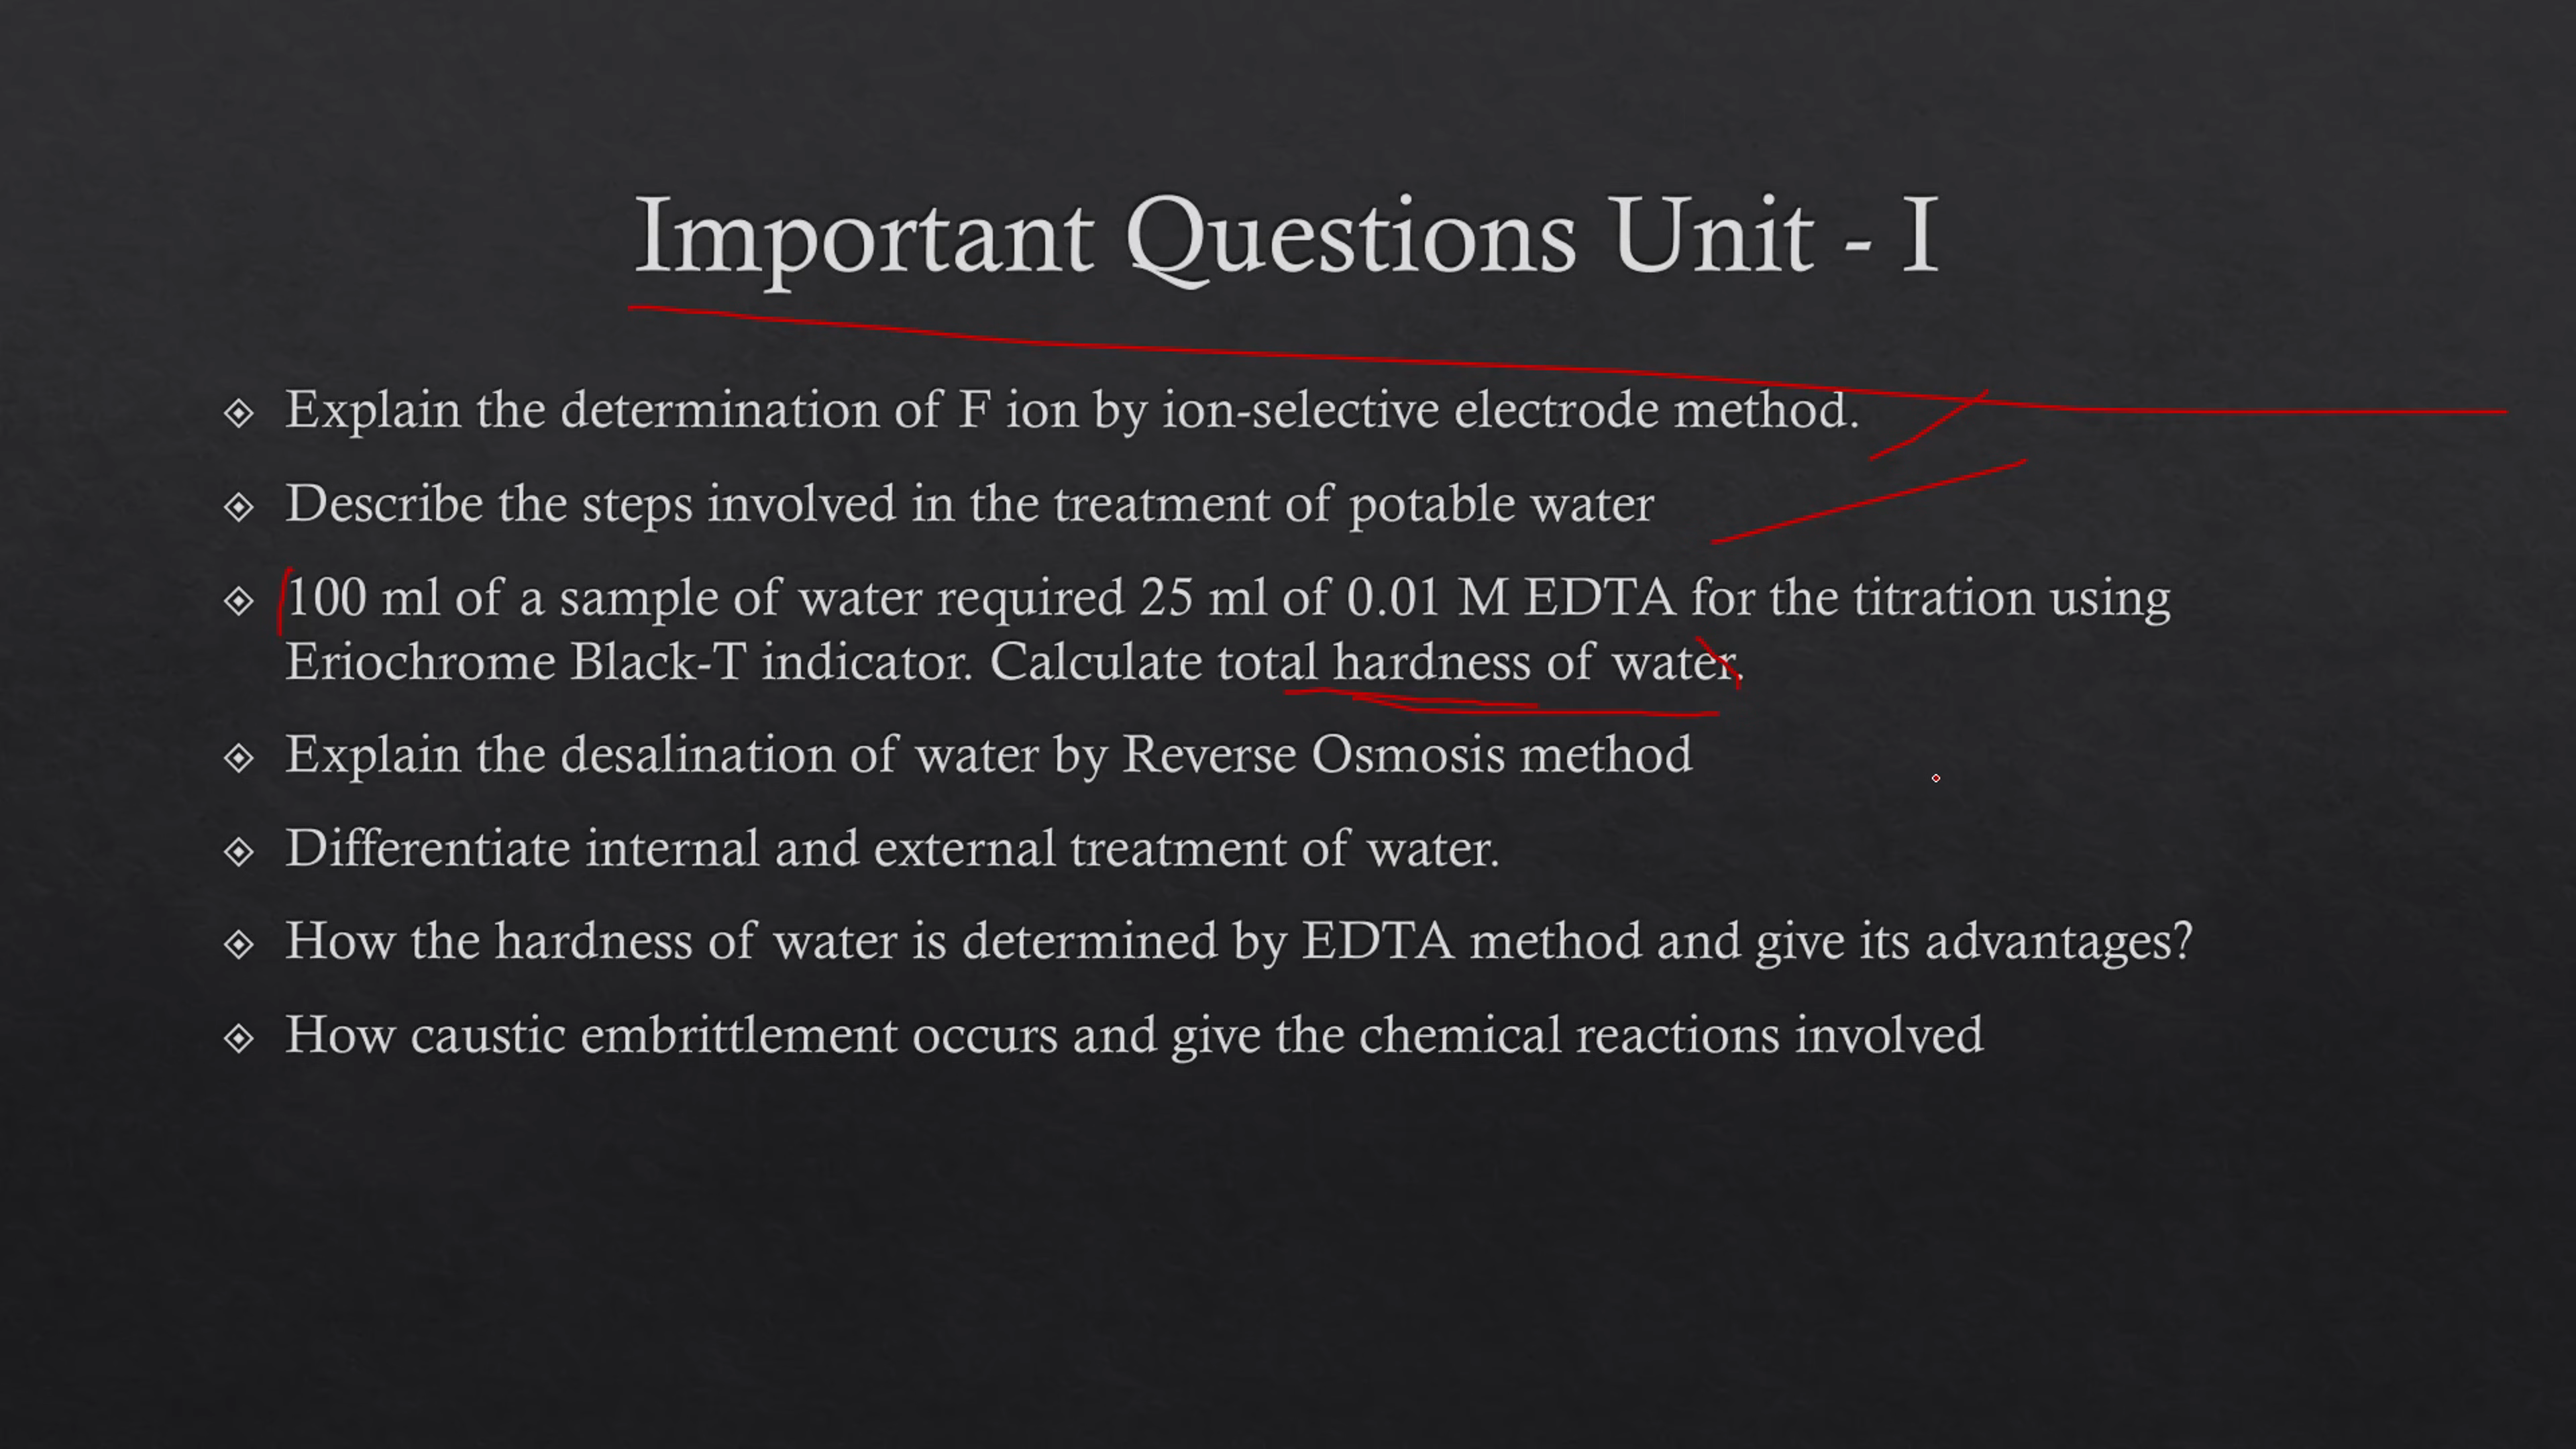 Important Questions Unit - I
Explain the determination of F ion by ion-selective electrode method.
Describe the steps involved in the treatment of potable water
100 ml of a sample of water required 25 ml of 0.01 M EDTA for the titration using
Eriochrome Black-T indicator. Calculate total hardness of water.
Explain the desalination of water by Reverse Osmosis method
Differentiate internal and external treatment of water.
How the hardness of water is determined by EDTA method and give its advantages?
How caustic embrittlement occurs and give the chemical reactions involved